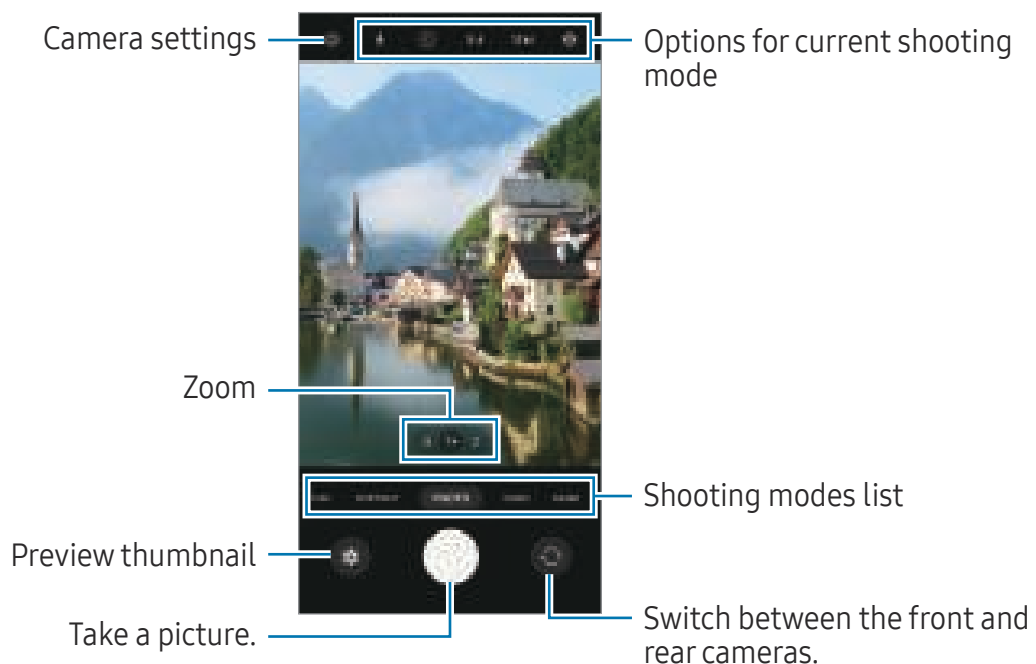 Camera settings
Options for current shooting
mode
Zoom
Shooting modes list
Preview thumbnail
Take a picture.
Switch between the front and
rear cameras.